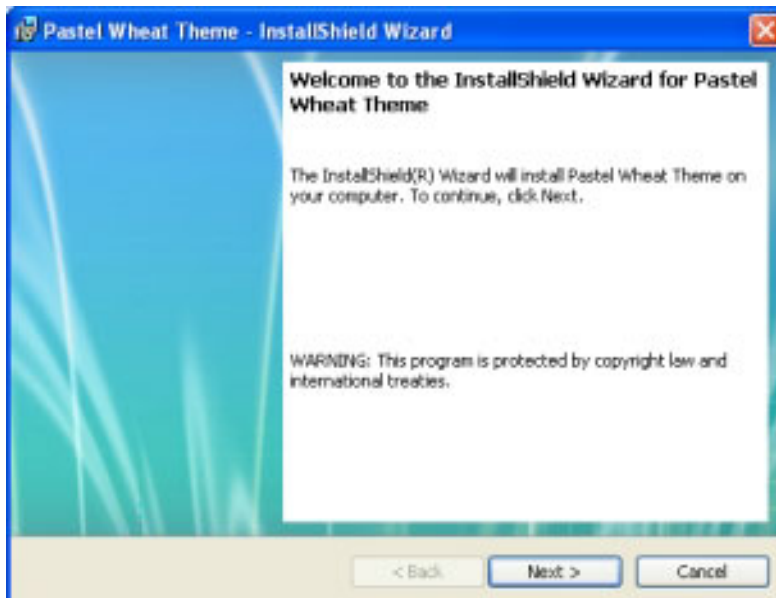 Pastel Wheat Theme - InstallShield Wizard
Welcome to the InstallShield Wizard for Pastel
Wheat Theme
The InstallShield(R) Wizard will install Pastel Wheat Theme on
your computer. To continue, click Next.
WARNING: This program is protected by copyright law and
international treaties.
< Back
Next >
Cancel